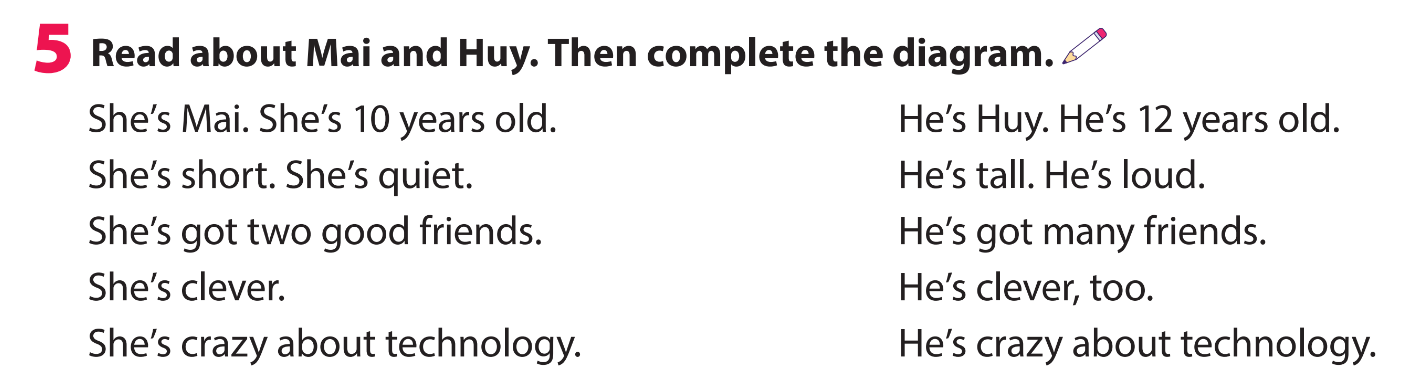 5 Read about Mai and Huy. Then complete the diagram.
She's Mai. She's 10 years old.
She's short. She's quiet.
She's got two good friends.
She's clever.
She's crazy about technology.
He's Huy. He's 12 years old.
He's tall. He's loud.
He's got many friends.
He's clever, too.
He's crazy about technology.